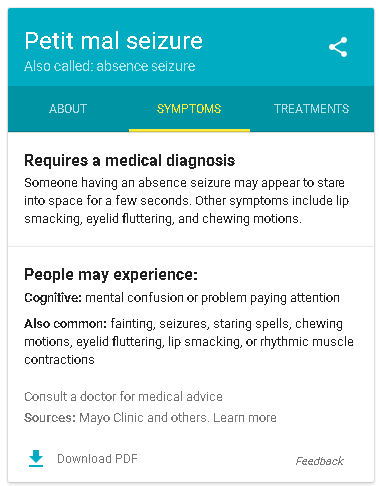 Petit mal seizure
Also called: absence seizure
ABOUT SYMPTOMS TREATMENTS
Requires a medical diagnosis
Someone having an absence seizure may appear to stare
into space for a few seconds. Other symptoms include lip
smacking, eyelid fluttering, and chewing motions.
People may experience:
Cognitive: mental confusion or problem paying attention
Also common: fainting, seizures, staring spells, chewing
motions, eyelid fluttering, lip smacking, or rhythmic muscle
contractions
Consult a doctor for medical advice
Sources: Mayo Clinic and others. Learn more
Download PDF Feedback